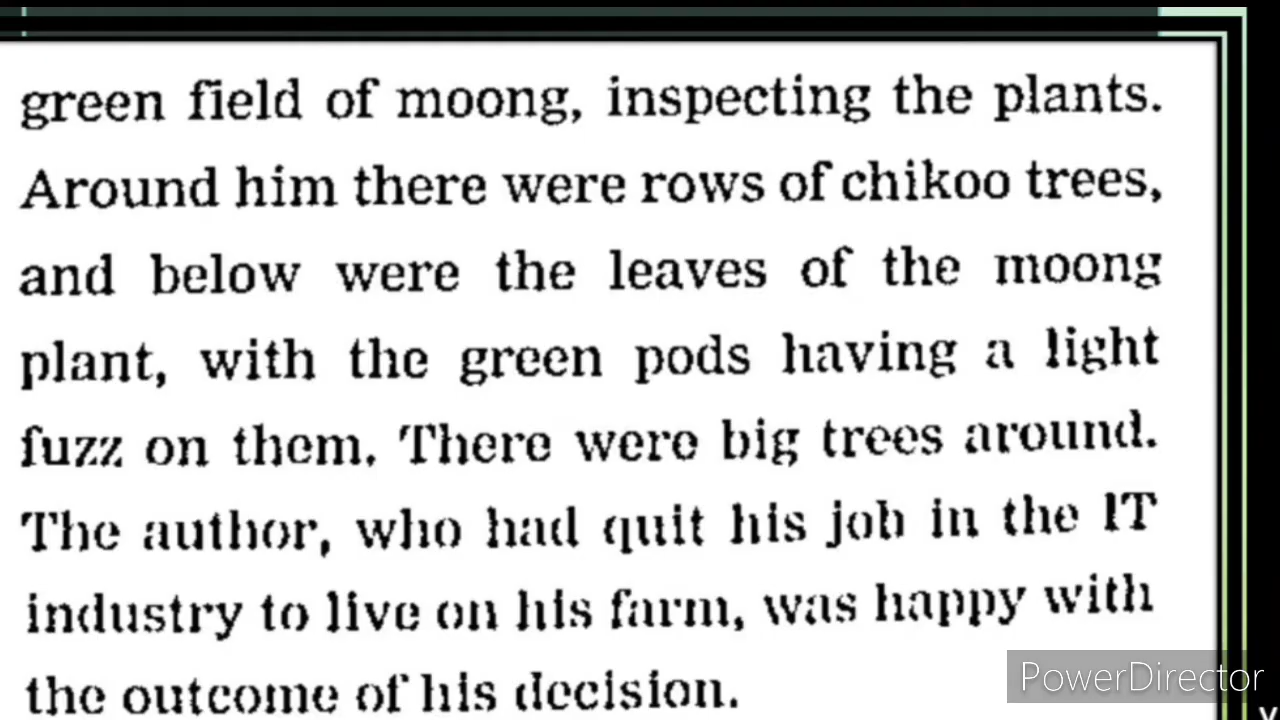 green field of moong, inspecting the plants.
Around him there were rows of chikoo trees,
and below were the leaves of the moong
plant, with the green pods having a light
fuzz on them. There were big trees around.
The author, who had quit his job in the IT
industry to live on his farm, was happy with
the outcome of his decision.
PowerDirector